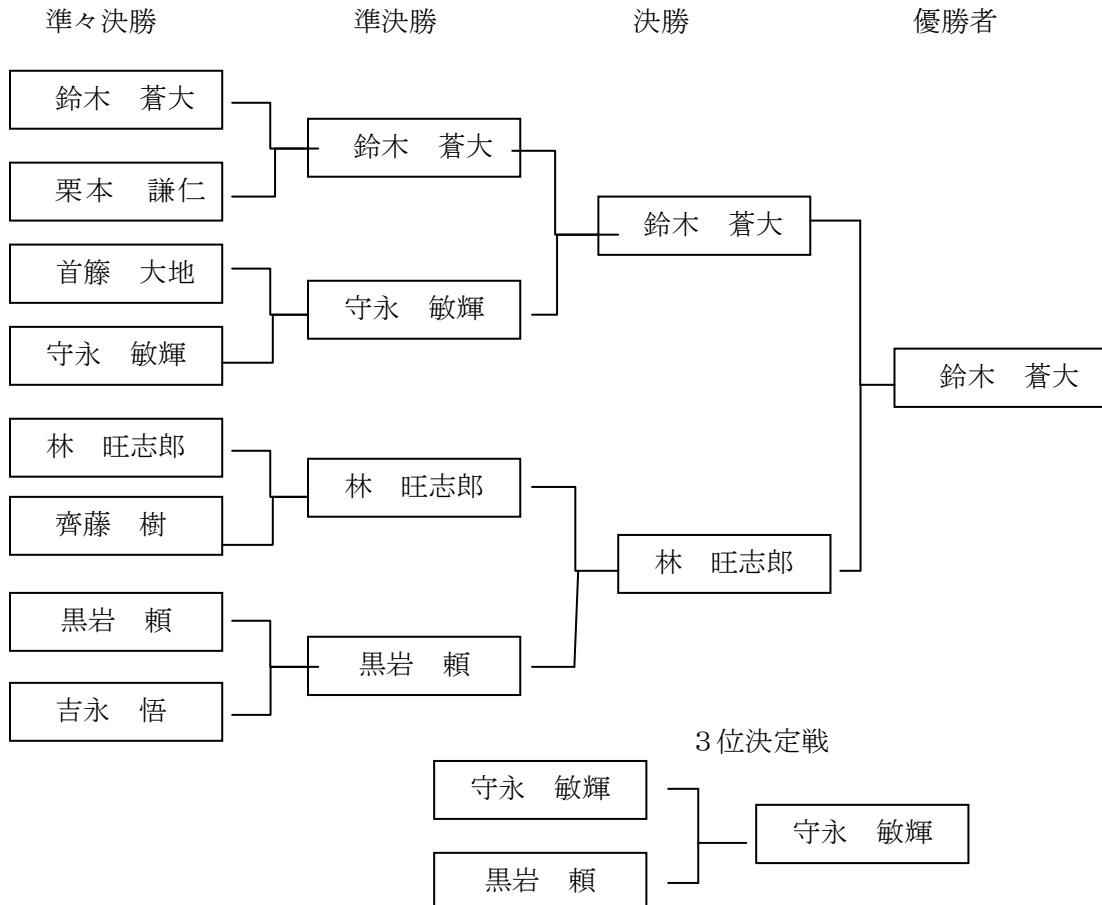 準々決勝　準決勝　決勝　優勝者
鈴木　蒼大
栗本　謙仁
首籐　大地
守永　敏輝
林　旺志郎
齊藤　樹
黒岩　頼
吉永　悟
鈴木　蒼大
守永　敏輝
林　旺志郎
黒岩　頼
鈴木　蒼大
林　旺志郎
鈴木　蒼大
３位決定戦
守永　敏輝
黒岩　頼
守永　敏輝